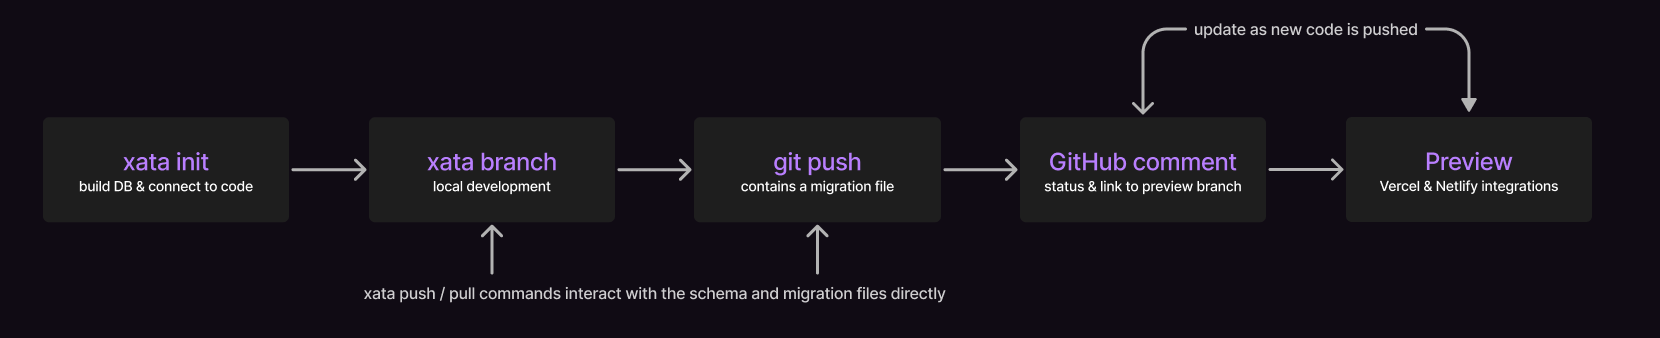 update as new code is pushed
xata init
build DB & connect to code
xata branch
local development
git push
contains a migration file
GitHub comment
status & link to preview branch
Preview
Vercel & Netlify integrations
xata push / pull commands interact with the schema and migration files directly